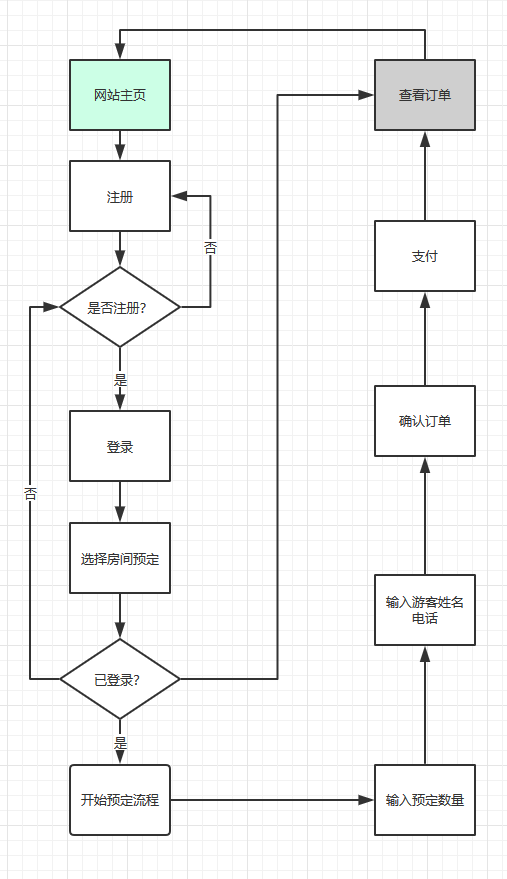 网站主页
注册
否
是否注册?
是
登录
否
选择房间预定
已登录?
是
开始预定流程
输入预定数量
输入游客姓名
电话
确认订单
支付
查看订单